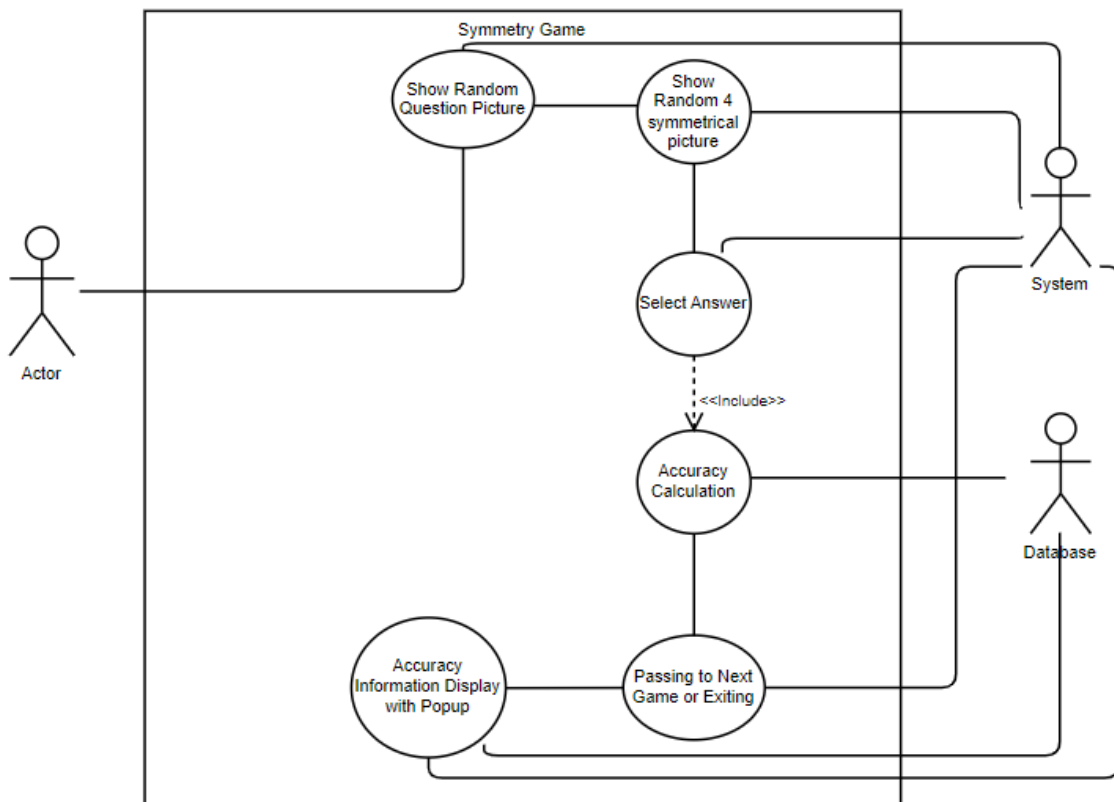 Symmetry Game
Show Random
Question Picture
Show
Random 4
symmetrical
picture
System
Actor
Select Answer
<<Include>>
Accuracy
Calculation
Database
Accuracy
Information Display
with Popup
Passing to Next
Game or Exiting